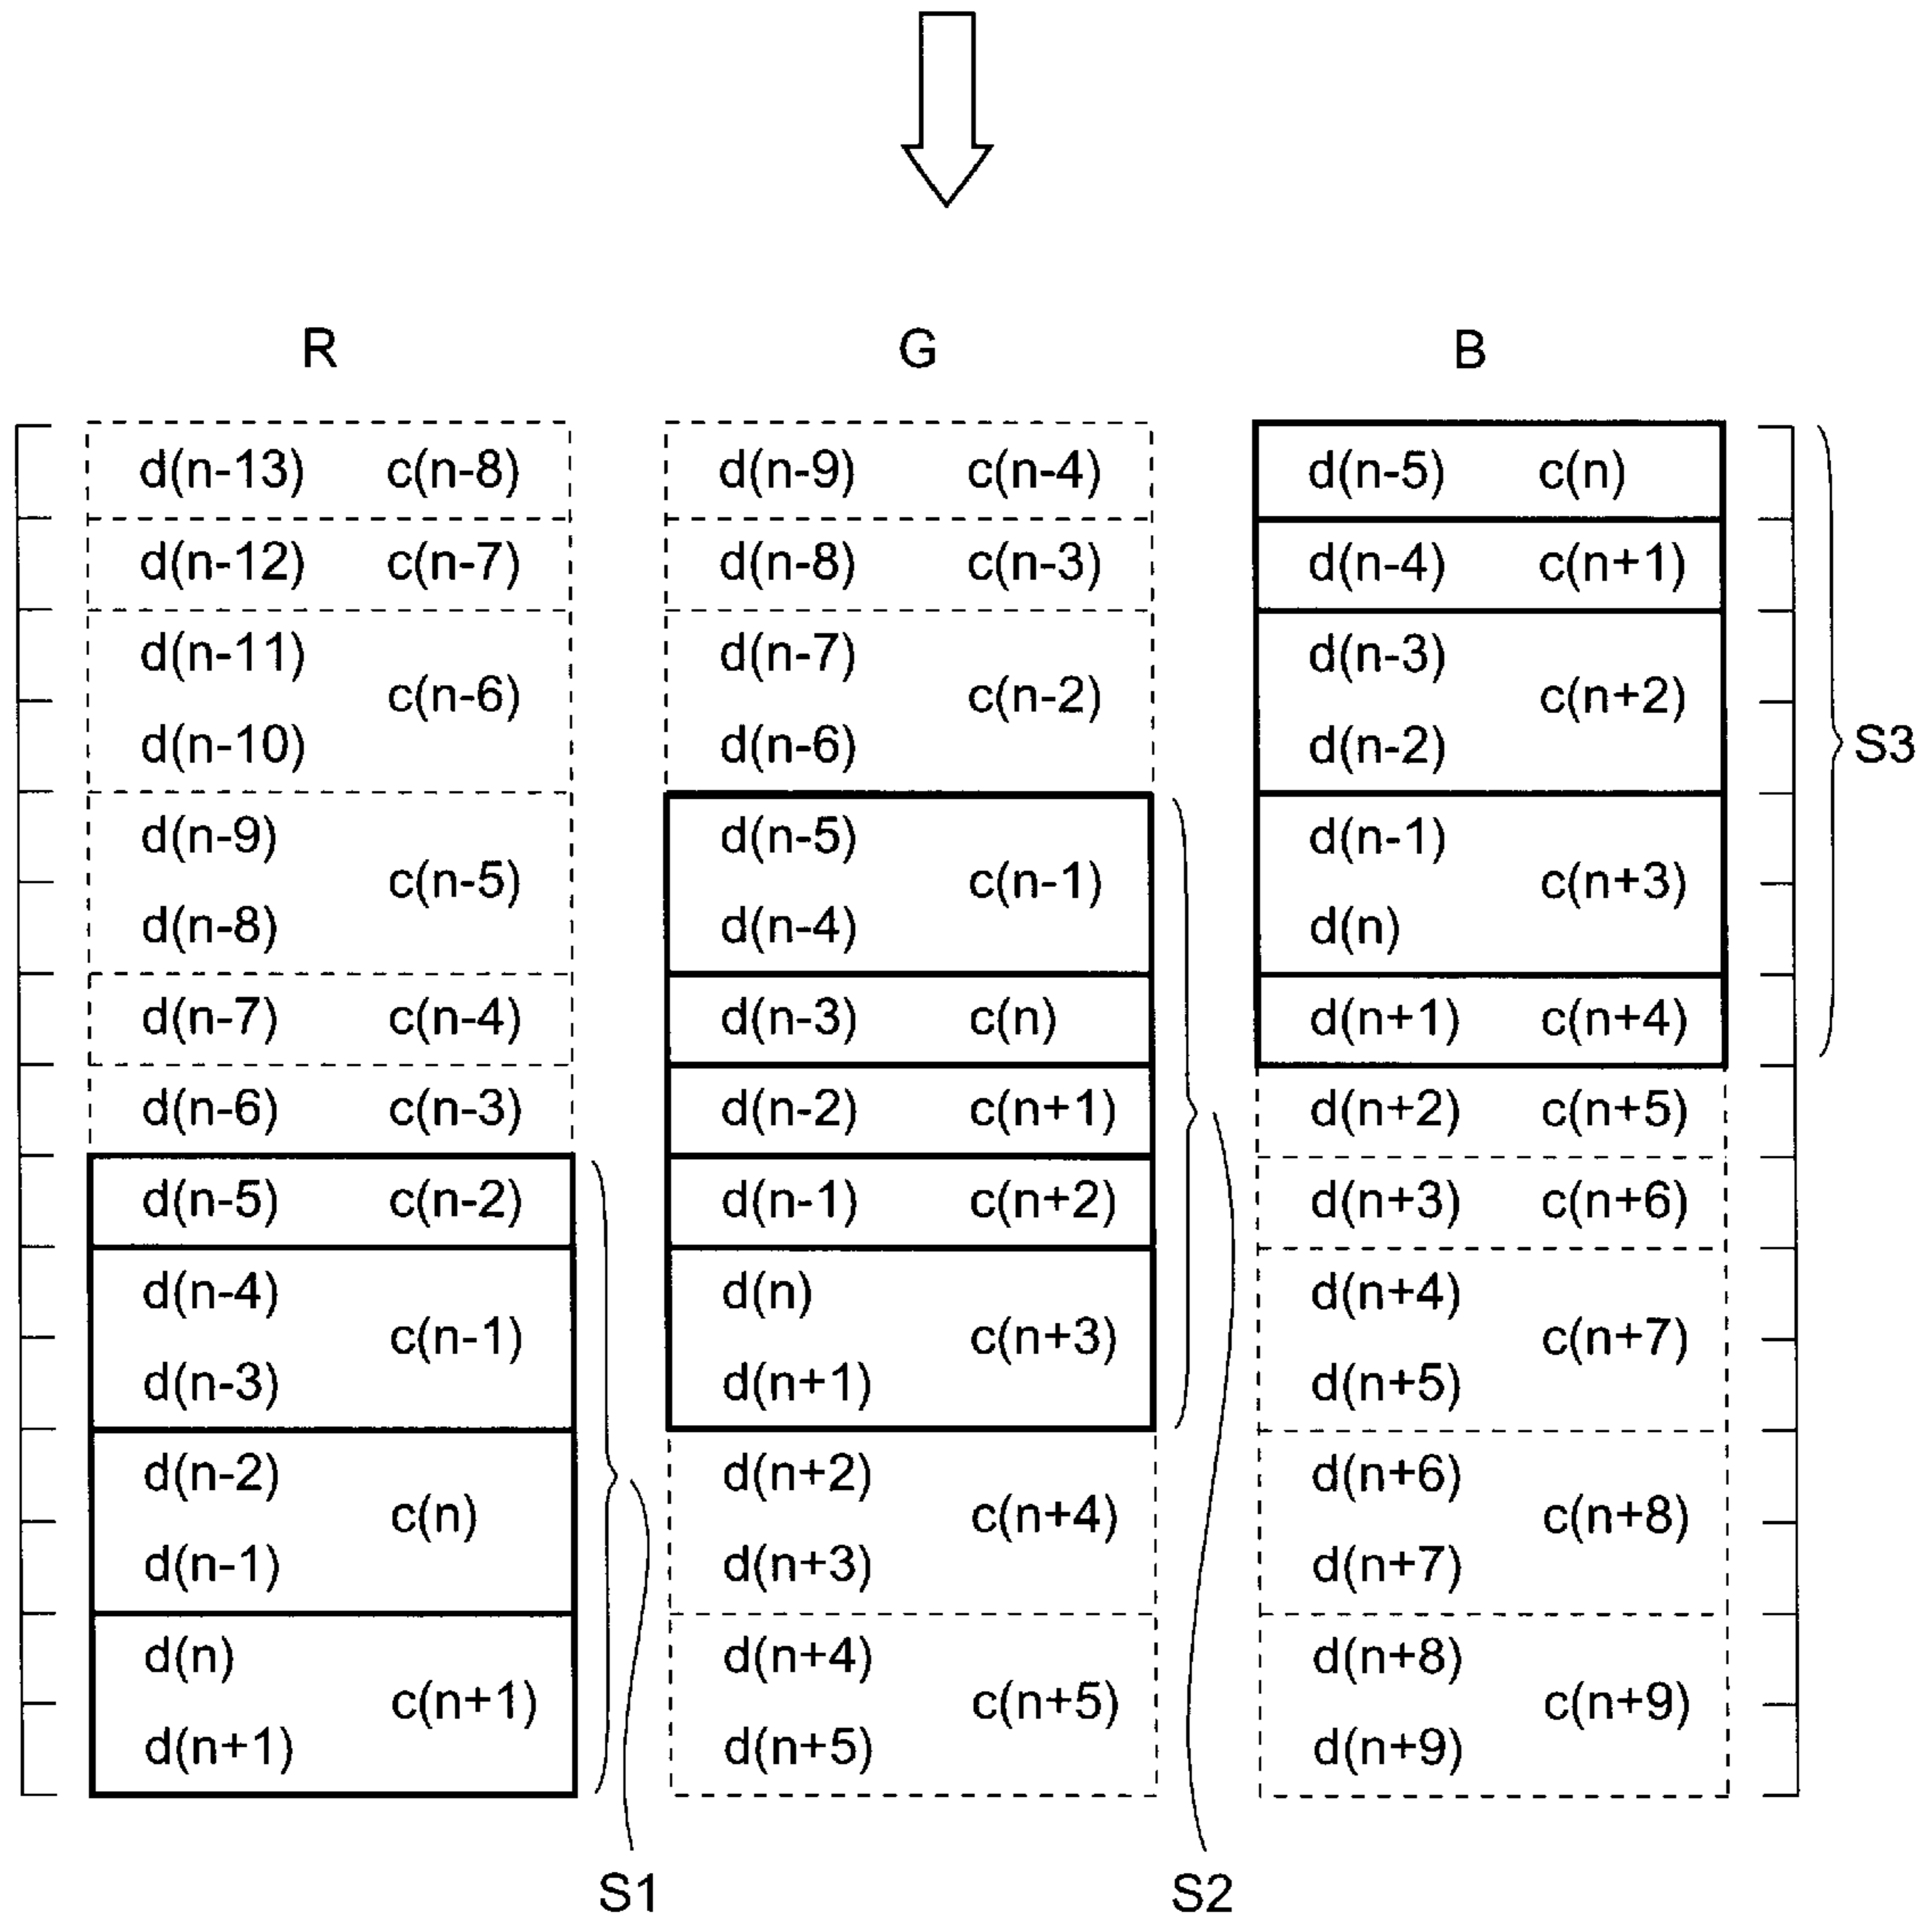 R G B
d(n-13) c(n-8) d(n-9) c(n-4) d(n-5) c(n)
d(n-12) c(n-7) d(n-8) c(n-3) d(n-4) c(n+1)
d(n-11) d(n-7) d(n-3)
c(n-6) c(n-2) c(n+2)
d(n-10) d(n-6) d(n-2)
S3
d(n-9) d(n-5) d(n-1)
c(n-5) c(n-1) c(n+3)
d(n-8) d(n-4) d(n)
d(n-7) c(n-4) d(n-3) c(n) d(n+1) c(n+4)
d(n-6) c(n-3) d(n-2) c(n+1) d(n+2) c(n+5)
d(n-5) c(n-2) d(n-1) c(n+2) d(n+3) c(n+6)
d(n-4) d(n) d(n+4)
c(n-1) c(n+3) c(n+7)
d(n-3) d(n+1) d(n+5)
d(n-2) d(n+2) d(n+6)
c(n) c(n+4) c(n+8)
d(n-1) d(n+3) d(n+7)
d(n) d(n+4) d(n+8)
c(n+1) c(n+5) c(n+9)
d(n+1) d(n+5) d(n+9)
S1 S2